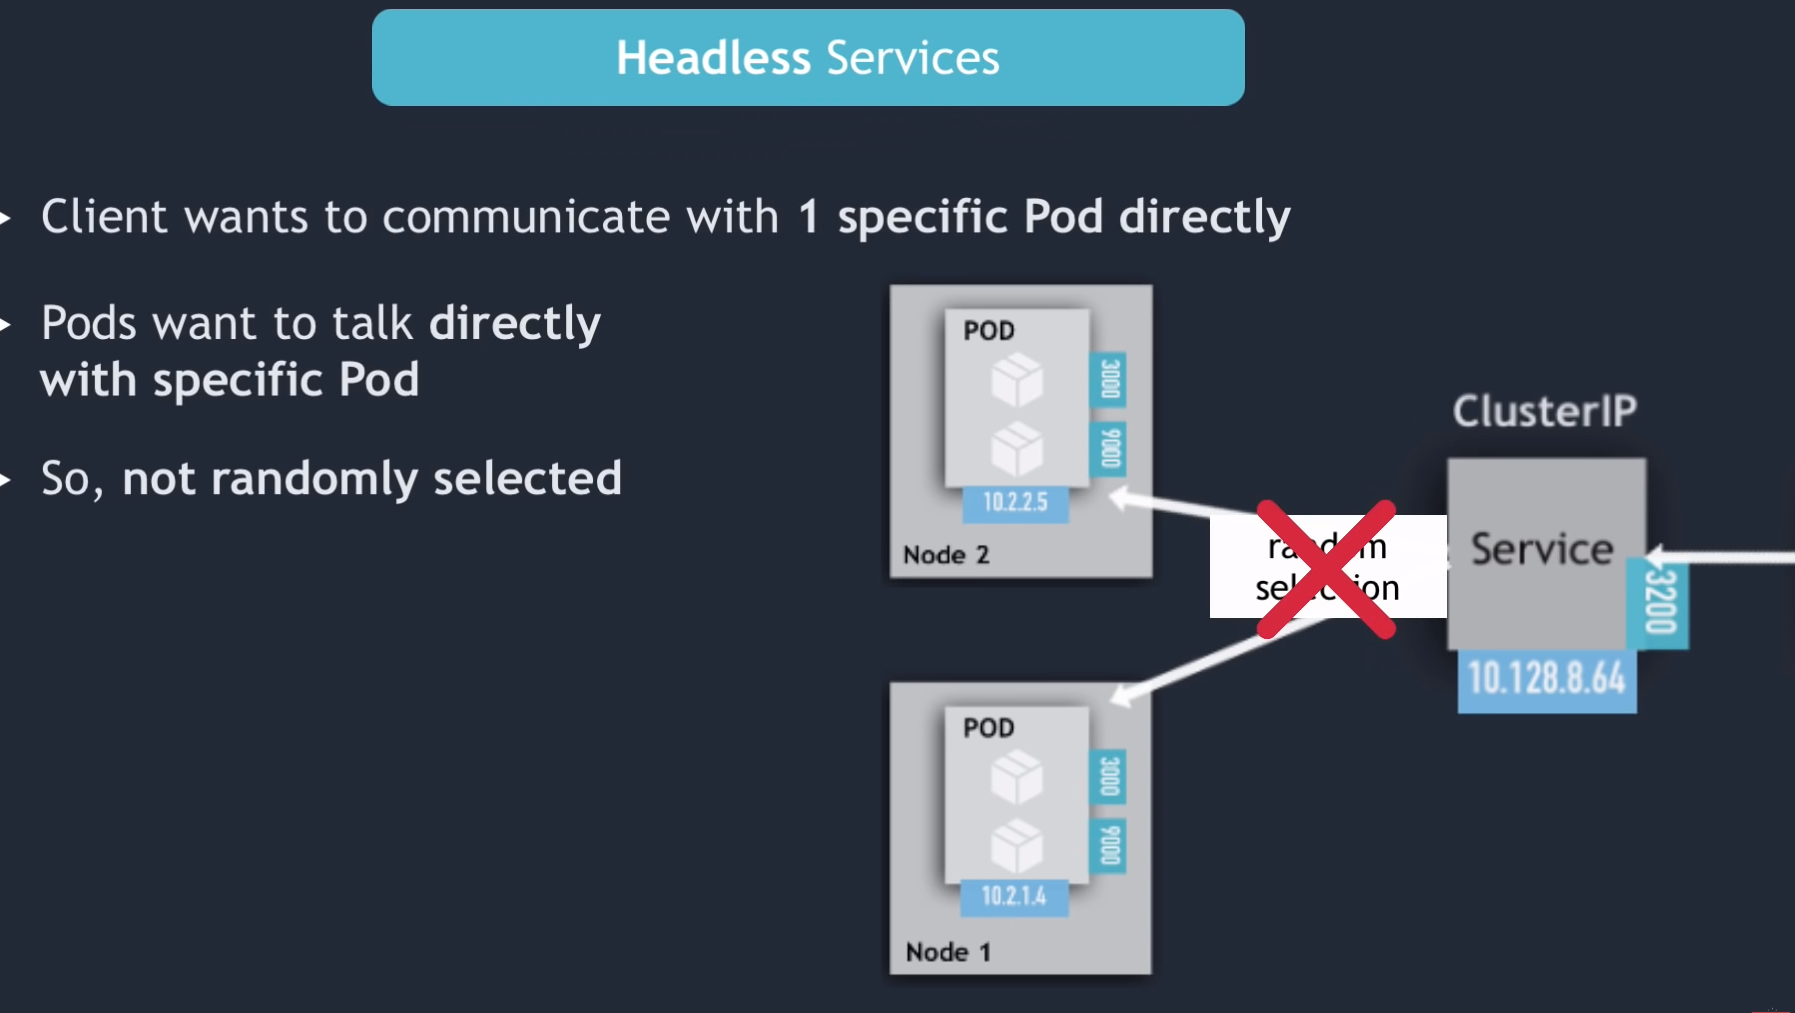 Headless Services
Client wants to communicate with 1 specific Pod directly
Pods want to talk directly
with specific Pod
So, not randomly selected
POD
3000
9000
10.2.2.5
Node 2
random
selection
ClusterIP
Service
3200
10.128.8.64
POD
3000
9000
10.2.1.4
Node 1